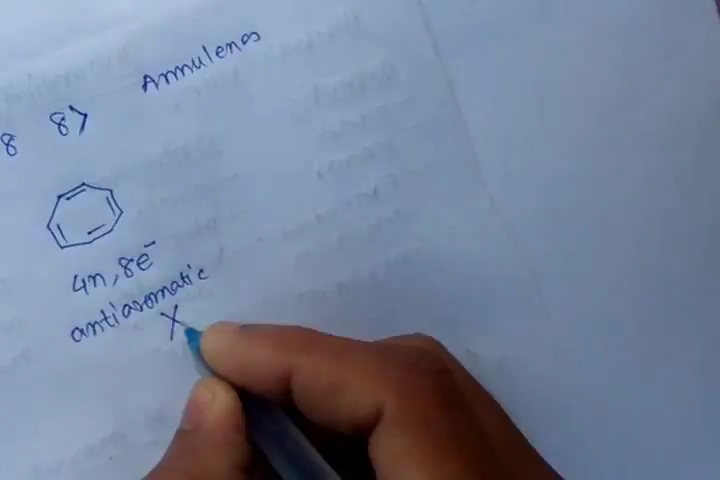 Annulenes
8 8>
4n, 8e⁻
antiaromatic
X